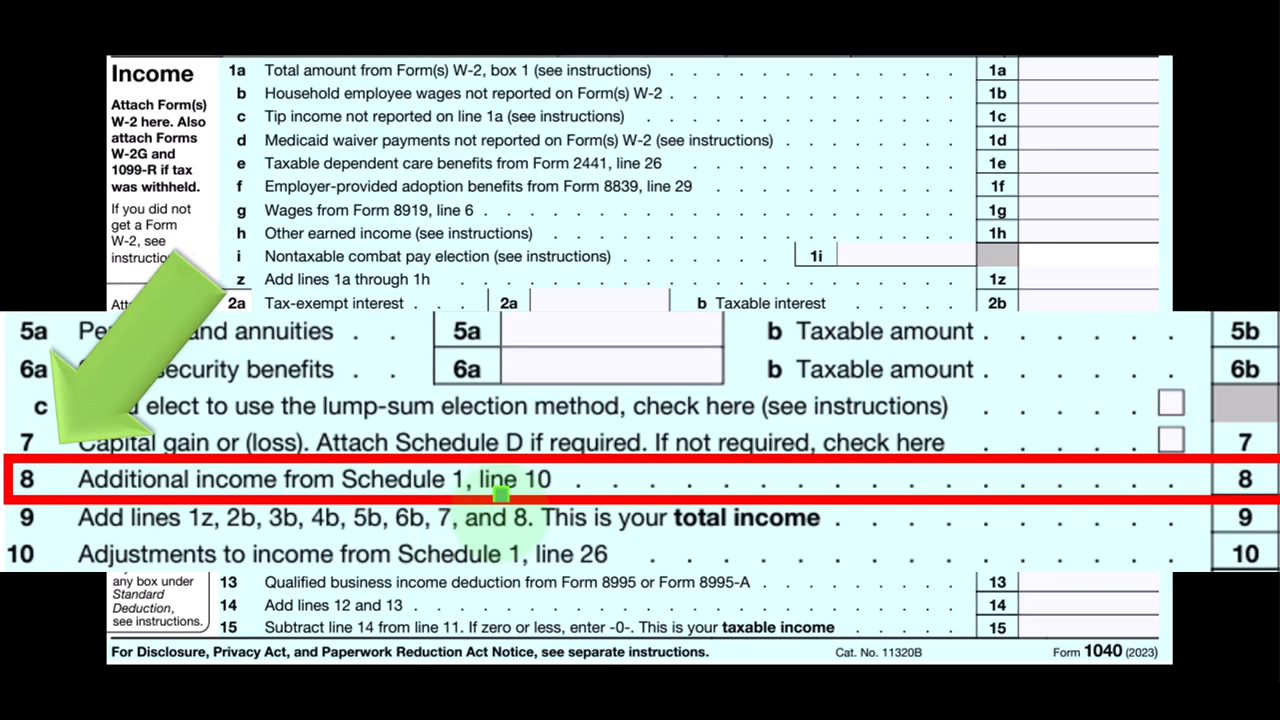 Income
Attach Form(s)
W-2 here. Also
attach Forms
W-2G and
1099-R if tax
was withheld.
If you did not
get a Form
W-2, see
1a Total amount from Form(s) W-2, box 1 (see instructions) . . . . . . . . . . . . . 1a
b Household employee wages not reported on Form(s) W-2 . . . . . . . . . . . . . 1b
c Tip income not reported on line 1a (see instructions) . . . . . . . . . . . . . . 1c
d Medicaid waiver payments not reported on Form(s) W-2 (see instructions) . . . . . . . . 1d
e Taxable dependent care benefits from Form 2441, line 26 . . . . . . . . . . . . 1e
f Employer-provided adoption benefits from Form 8839, line 29 . . . . . . . . . . . 1f
g Wages from Form 8919, line 6 . . . . . . . . . . . . . . . . . . . . . 1g
h Other earned income (see instructions) . . . . . . . . . . . . . . . . . . 1h
i Nontaxable combat pay election (see instructions) . . . . . . . 1i
z Add lines 1a through 1h . . . . . . . . . . . . . . . . . . . . . . 1z
2a Tax-exempt interest . . . 2a b Taxable interest . . . . . 2b
5a and annuities . . 5a b Taxable amount . . . . . . 5b
6a security benefits . . 6a b Taxable amount . . . . . . 6b
c elect to use the lump-sum election method, check here (see instructions) . . . . .
7 Capital gain or (loss). Attach Schedule D if required. If not required, check here . . . . . 7
8 Additional income from Schedule 1, line 10 . . . . . . . . . . . . . . . . . 8
9 Add lines 1z, 2b, 3b, 4b, 5b, 6b, 7, and 8. This is your total income . . . . . . . . . . 9
10 Adjustments to income from Schedule 1, line 26 . . . . . . . . . . . . . . . 10
any box under
Standard
Deduction,
see instructions.
13 Qualified business income deduction from Form 8995 or Form 8995-A . . . . . . . . . 13
14 Add lines 12 and 13 . . . . . . . . . . . . . . . . . . . . . . . 14
15 Subtract line 14 from line 11. If zero or less, enter -0-. This is your taxable income . . . . . 15
For Disclosure, Privacy Act, and Paperwork Reduction Act Notice, see separate instructions. Cat. No. 11320B Form 1040 (2023)